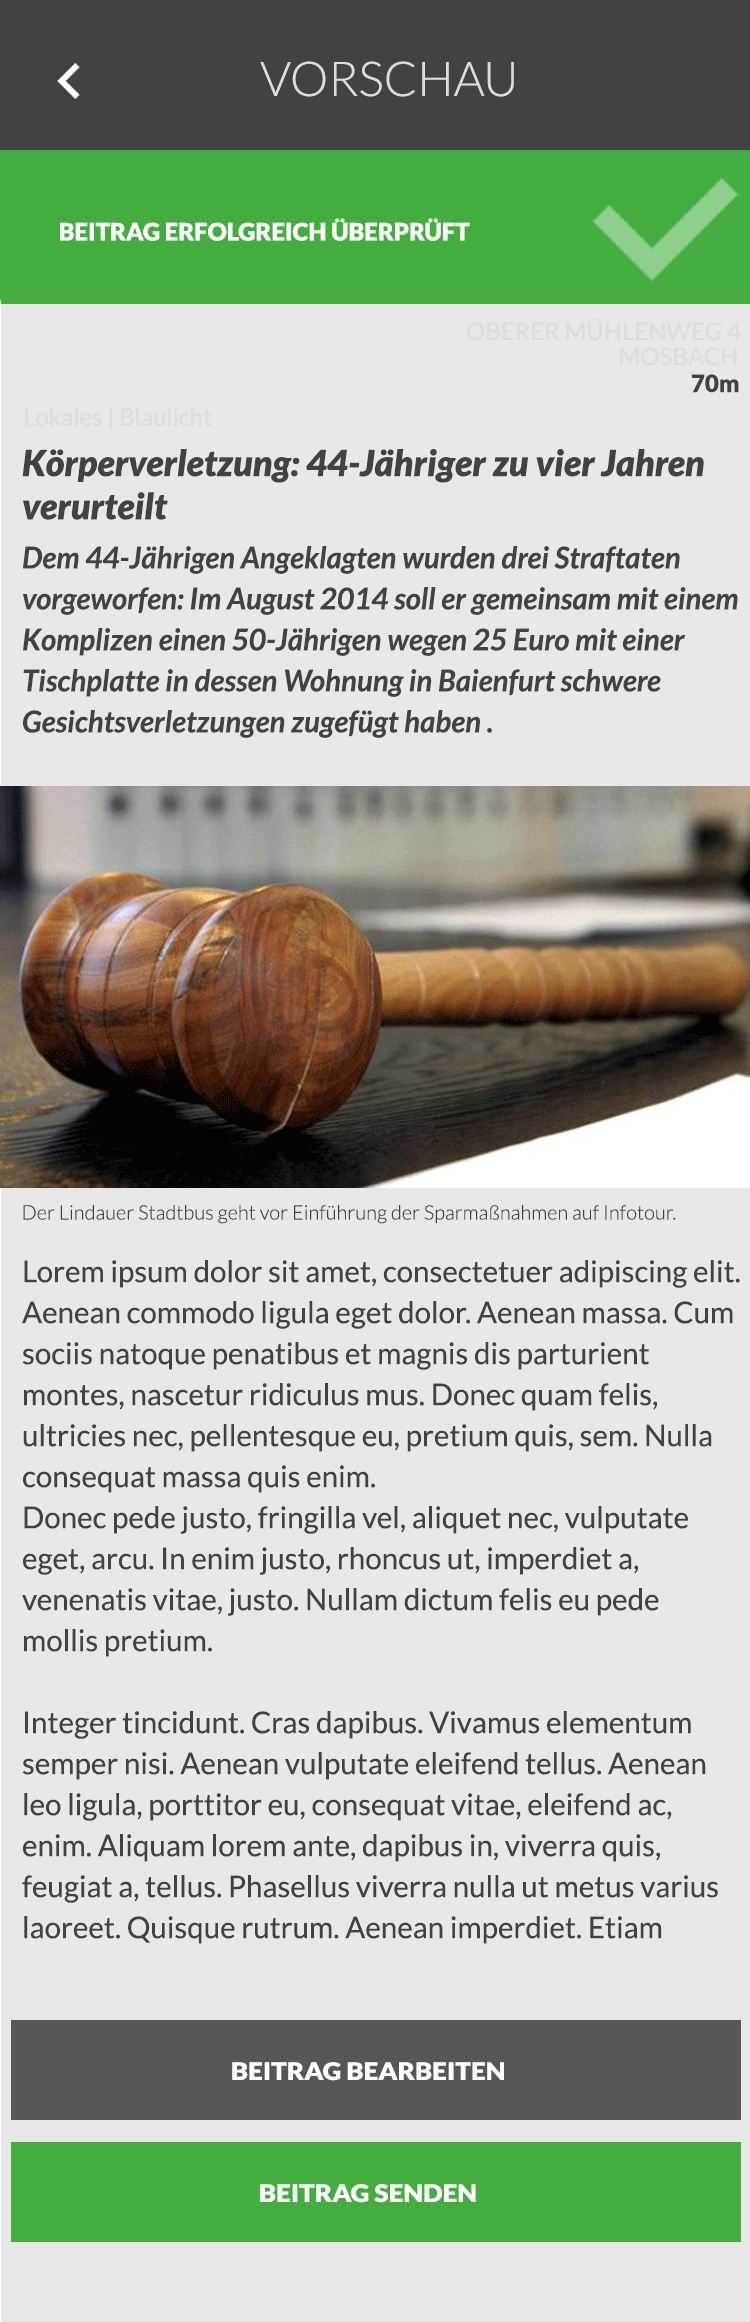 VORSCHAU
BEITRAG ERFOLGREICH ÜBERPRÜFT
OBERER MÜHLENWEG 4
MOSBACH
70m
Lokales | Blaulicht
Körperverletzung: 44-Jähriger zu vier Jahren
verurteilt
Dem 44-Jährigen Angeklagten wurden drei Straftaten
vorgeworfen: Im August 2014 soll er gemeinsam mit einem
Komplizen einen 50-Jährigen wegen 25 Euro mit einer
Tischplatte in dessen Wohnung in Baienfurt schwere
Gesichtsverletzungen zugefügt haben .
Der Lindauer Stadtbus geht vor Einführung der Sparmaßnahmen auf Infotour.
Lorem ipsum dolor sit amet, consectetuer adipiscing elit.
Aenean commodo ligula eget dolor. Aenean massa. Cum
sociis natoque penatibus et magnis dis parturient
montes, nascetur ridiculus mus. Donec quam felis,
ultricies nec, pellentesque eu, pretium quis, sem. Nulla
consequat massa quis enim.
Donec pede justo, fringilla vel, aliquet nec, vulputate
eget, arcu. In enim justo, rhoncus ut, imperdiet a,
venenatis vitae, justo. Nullam dictum felis eu pede
mollis pretium.
Integer tincidunt. Cras dapibus. Vivamus elementum
semper nisi. Aenean vulputate eleifend tellus. Aenean
leo ligula, porttitor eu, consequat vitae, eleifend ac,
enim. Aliquam lorem ante, dapibus in, viverra quis,
feugiat a, tellus. Phasellus viverra nulla ut metus varius
laoreet. Quisque rutrum. Aenean imperdiet. Etiam
BEITRAG BEARBEITEN
BEITRAG SENDEN